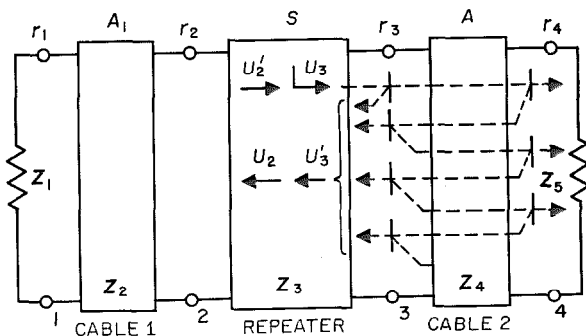 A1 S A
r1 r2 r3 r4
U2' U3
U2 U3'
Z1 Z5
Z2 Z3 Z4
1 2 3 4
CABLE 1 REPEATER CABLE 2